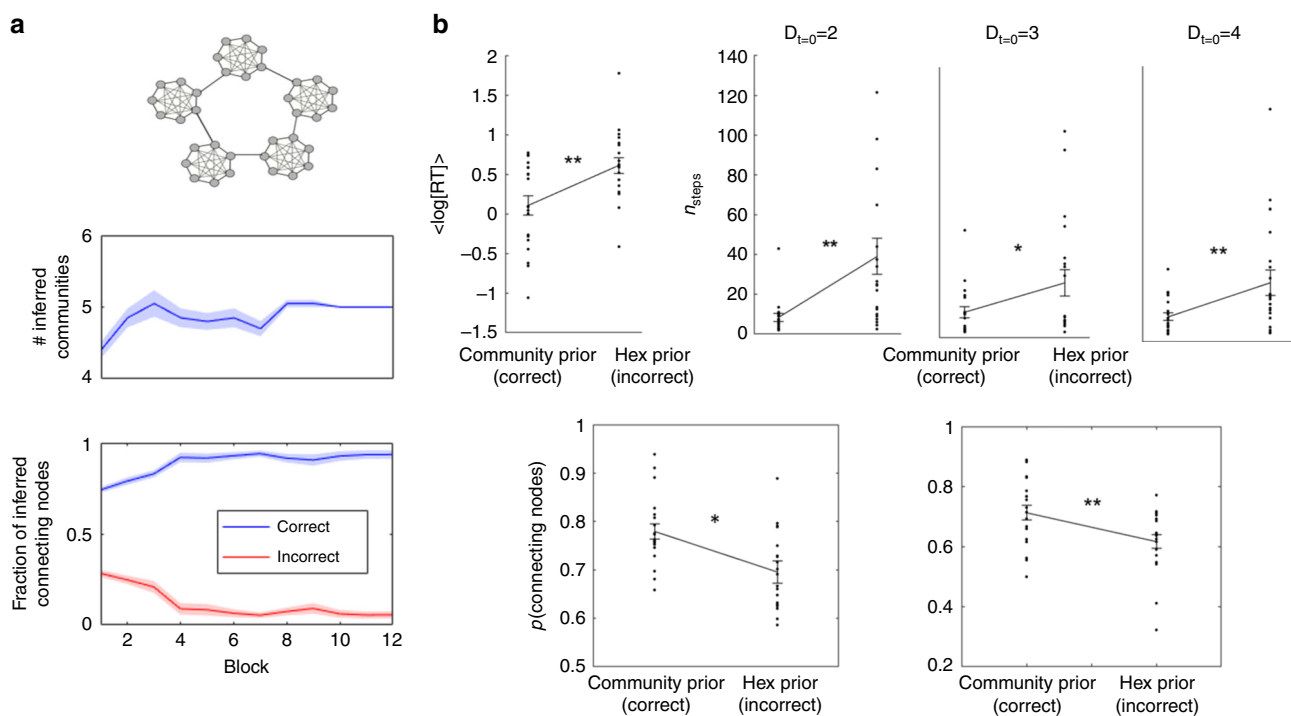 a
6
5
4
# inferred
communities
1
0.5
0
Fraction of inferred
connecting nodes
Correct
Incorrect
2
4
6
8
10
12
Block
b
2
1.5
1
0.5
0
–0.5
–1
–1.5
<log[RT]>
**
Community prior
(correct)
Hex prior
(incorrect)
D_{t=0}=2
D_{t=0}=3
D_{t=0}=4
140
120
100
80
60
40
20
0
n_{steps}
**
*
**
Community prior
(correct)
Hex prior
(incorrect)
1
0.9
0.8
0.7
0.6
0.5
p(connecting nodes)
*
Community prior
(correct)
Hex prior
(incorrect)
1
0.8
0.6
0.4
0.2
**
Community prior
(correct)
Hex prior
(incorrect)